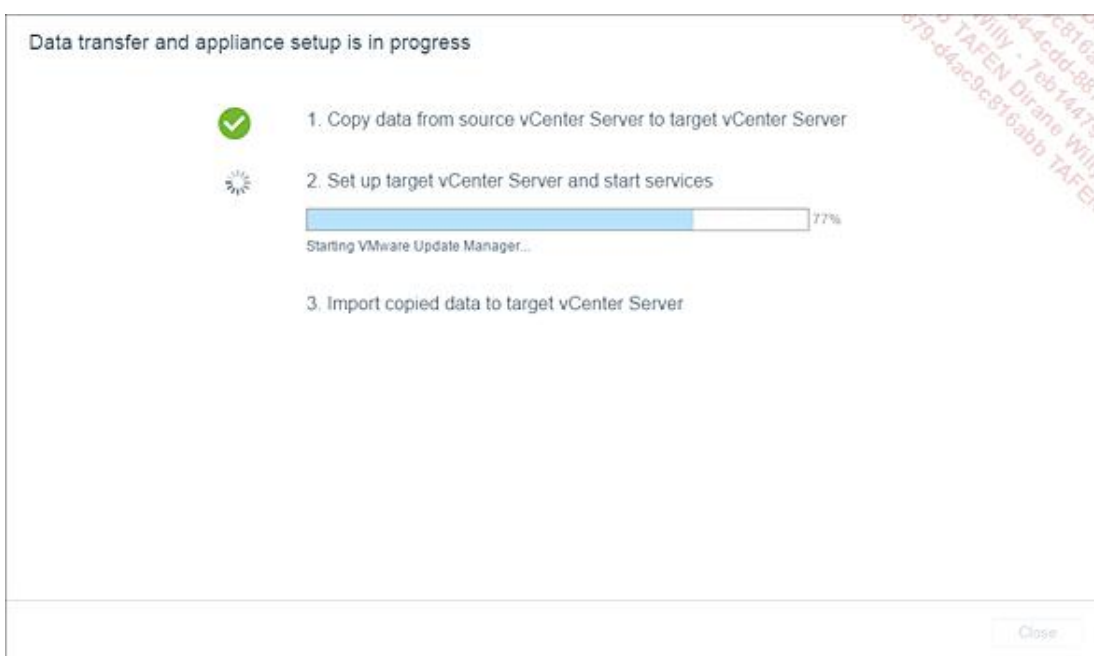 Data transfer and appliance setup is in progress
1. Copy data from source vCenter Server to target vCenter Server
2. Set up target vCenter Server and start services
77%
Starting VMware Update Manager...
3. Import copied data to target vCenter Server
Close